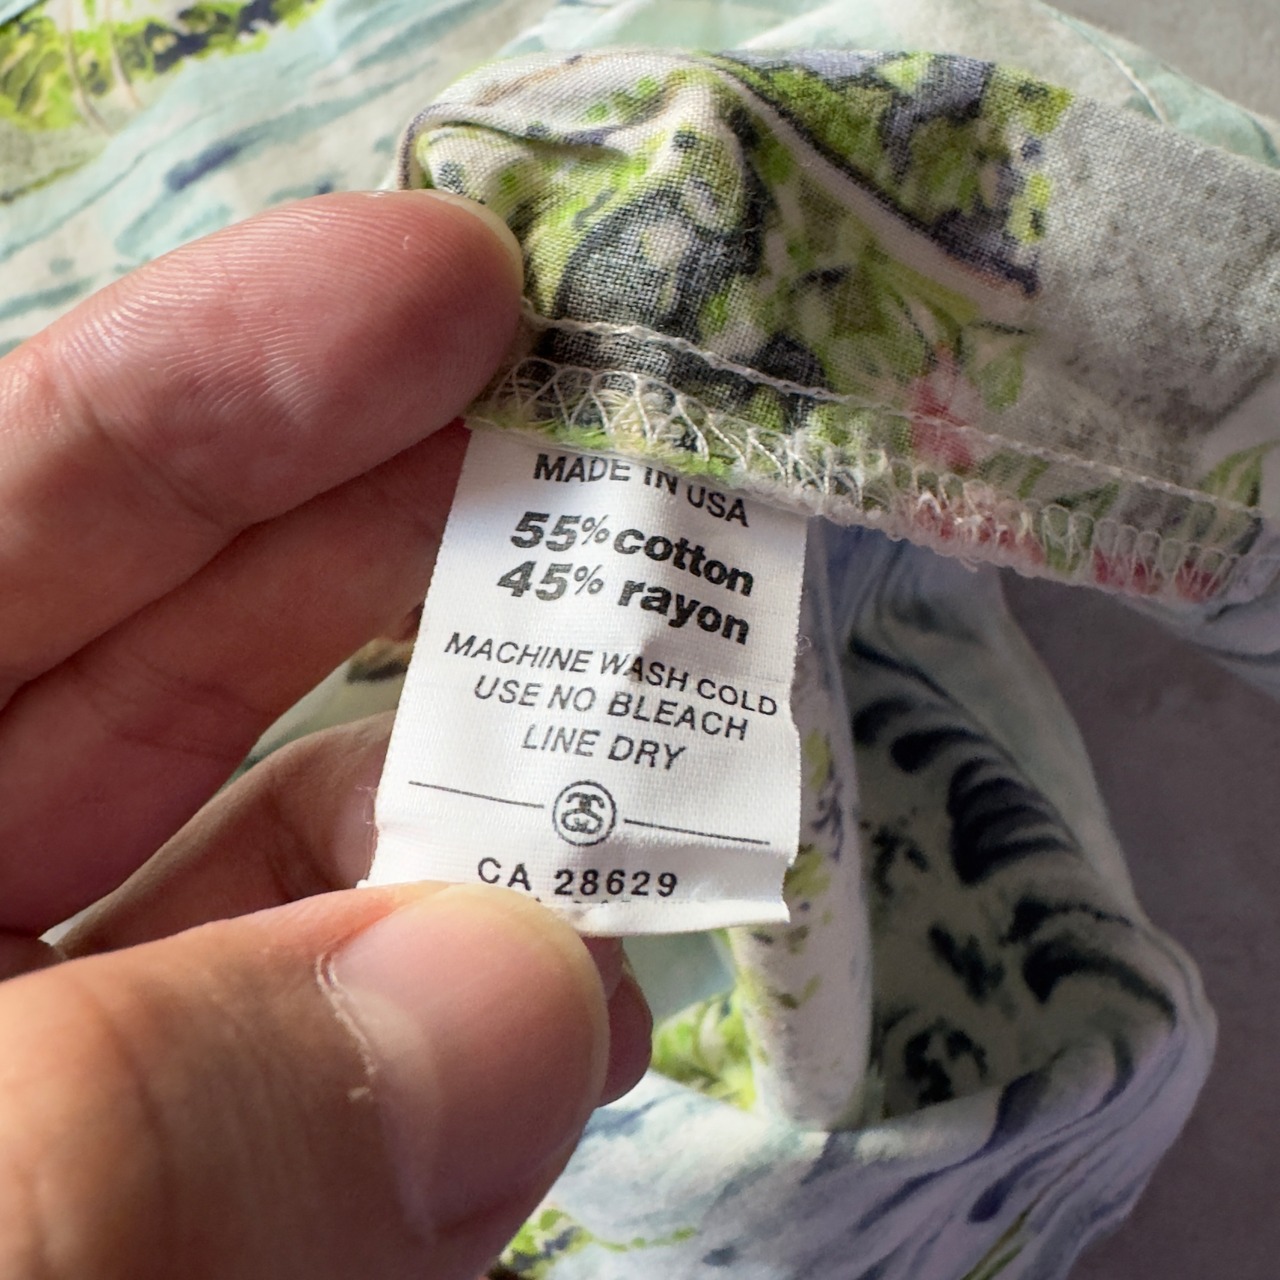 MADE IN USA
55% cotton
45% rayon
MACHINE WASH COLD
USE NO BLEACH
LINE DRY
CA 28629